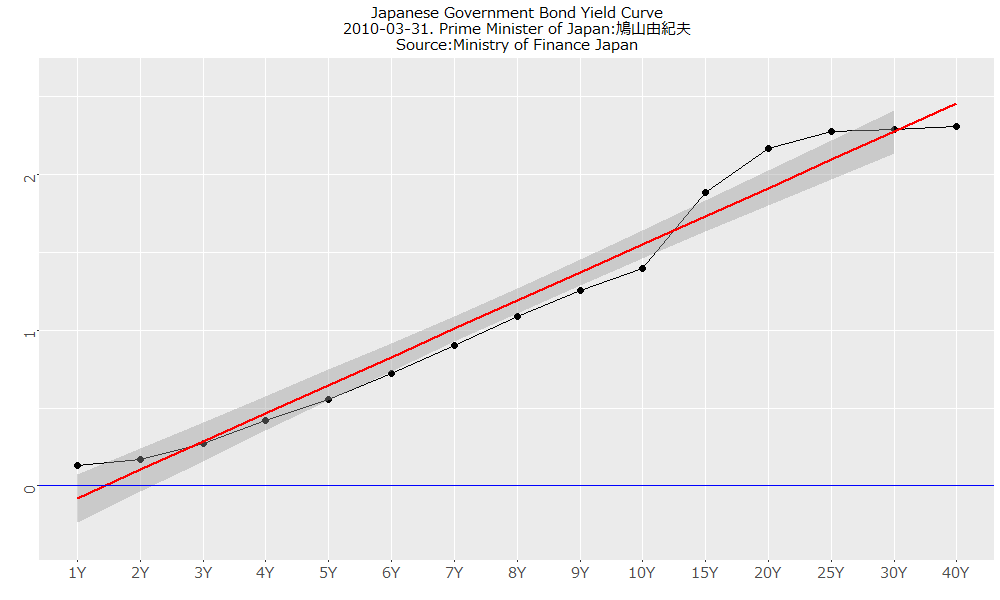 Japanese Government Bond Yield Curve
2010-03-31. Prime Minister of Japan:鳩山由紀夫
Source:Ministry of Finance Japan
2
1
0
1Y 2Y 3Y 4Y 5Y 6Y 7Y 8Y 9Y 10Y 15Y 20Y 25Y 30Y 40Y